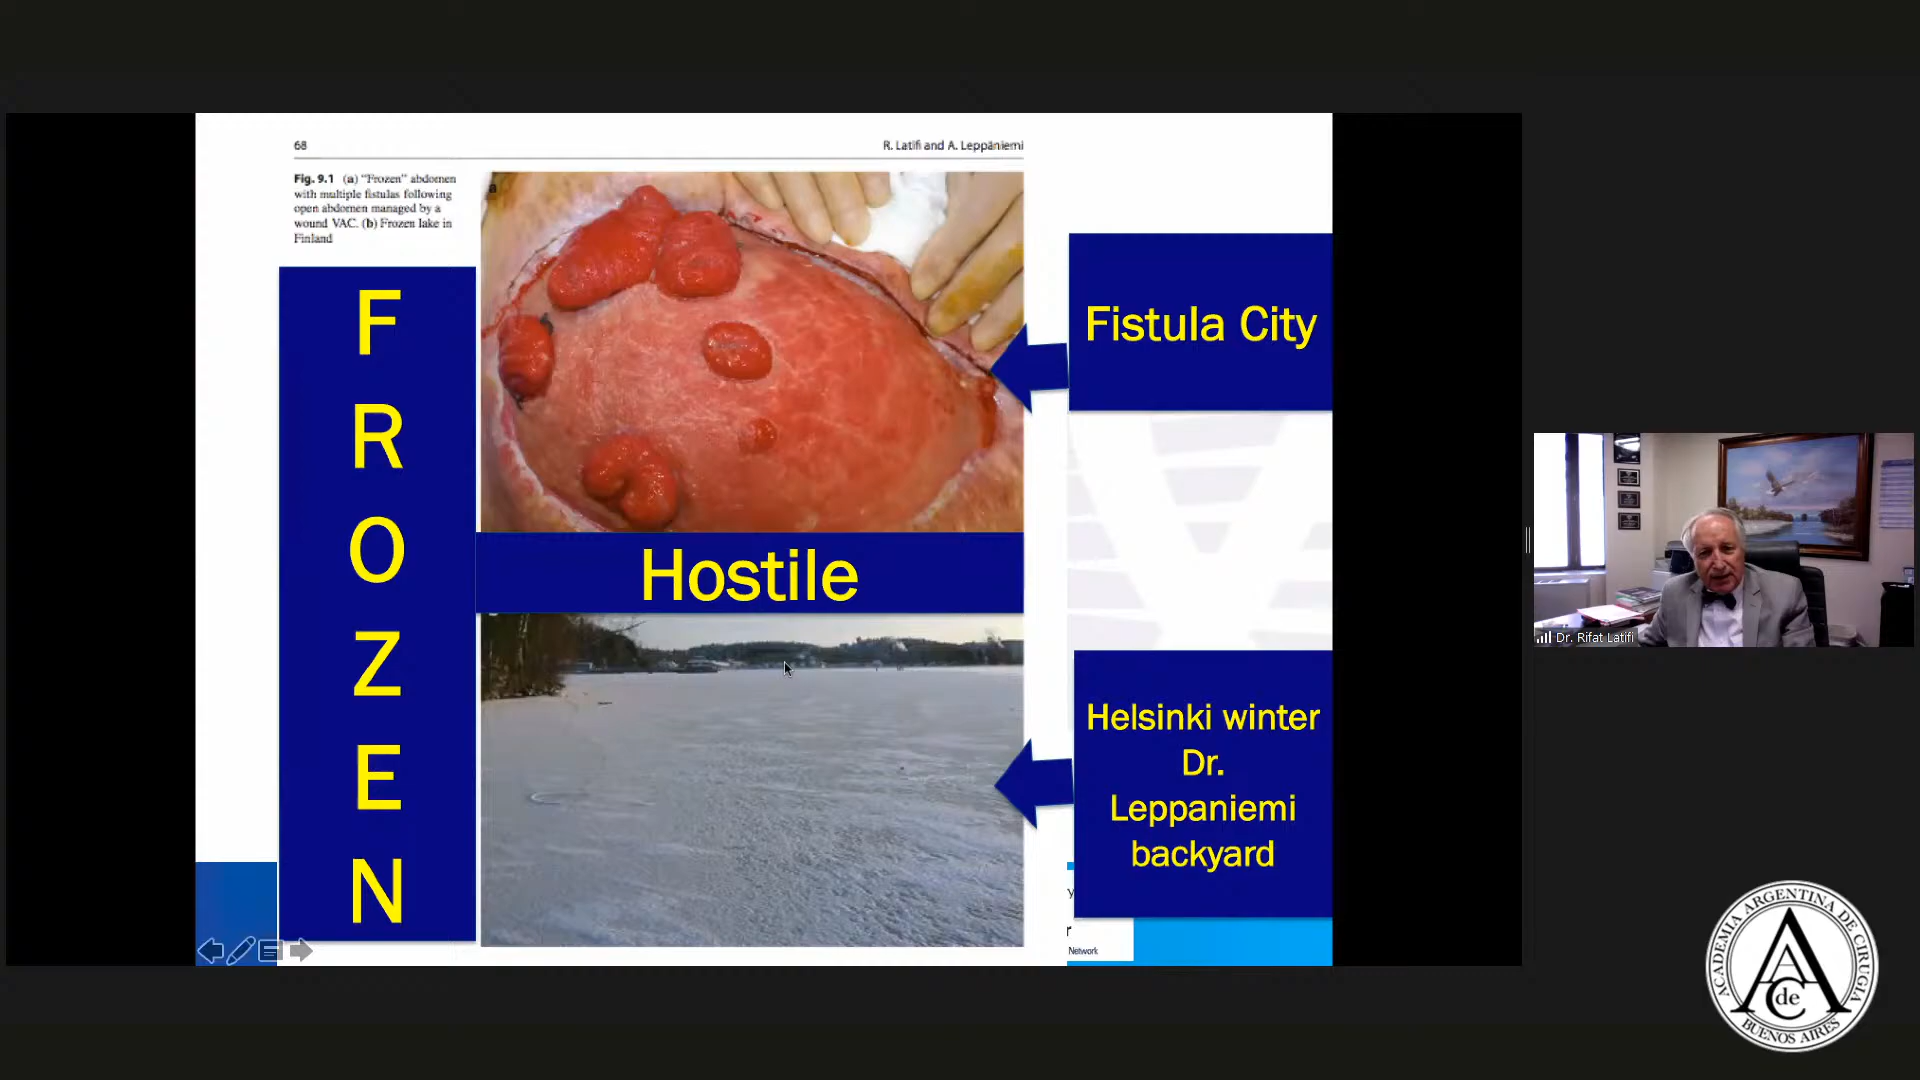 68
R. Latifi and A. Leppäniemi
Fig. 9.1 (a) "Frozen" abdomen
with multiple fistulas following
open abdomen managed by a
wound VAC. (b) Frozen lake in
Finland
a
F
R
O
Z
E
N
Fistula City
Hostile
Helsinki winter
Dr.
Leppaniemi
backyard
y
r
Network
Dr. Rifat Latifi
ACADEMIA ARGENTINA DE CIRUGIA
AAC
de
BUENOS AIRES